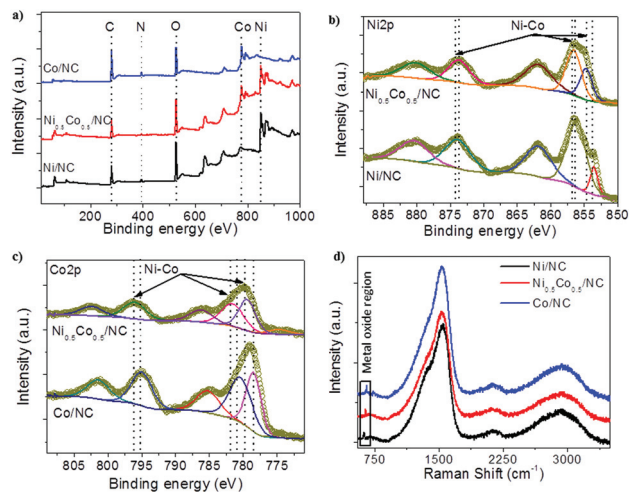 a)
C N O Co Ni
Co/NC
Ni0.5Co0.5/NC
Ni/NC
Intensity (a.u.)
200 400 600 800 1000
Binding energy (eV)
b)
Ni2p
Ni-Co
Ni0.5Co0.5/NC
Ni/NC
Intensity (a.u.)
885 880 875 870 865 860 855 850
Binding energy (eV)
c)
Co2p
Ni-Co
Ni0.5Co0.5/NC
Co/NC
Intensity (a.u.)
805 800 795 790 785 780 775
Binding energy (eV)
d)
Ni/NC
Ni0.5Co0.5/NC
Co/NC
Metal oxide region
Intensity (a.u.)
750 1500 2250 3000
Raman Shift (cm-1)